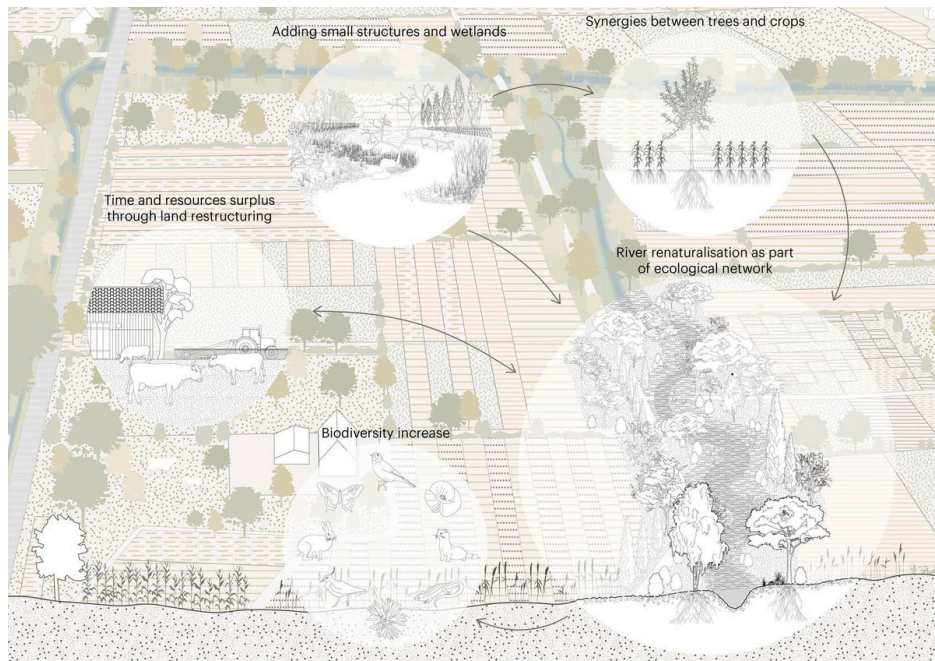 Adding small structures and wetlands
Synergies between trees and crops
Time and resources surplus
through land restructuring
River renaturalisation as part
of ecological network
Biodiversity increase